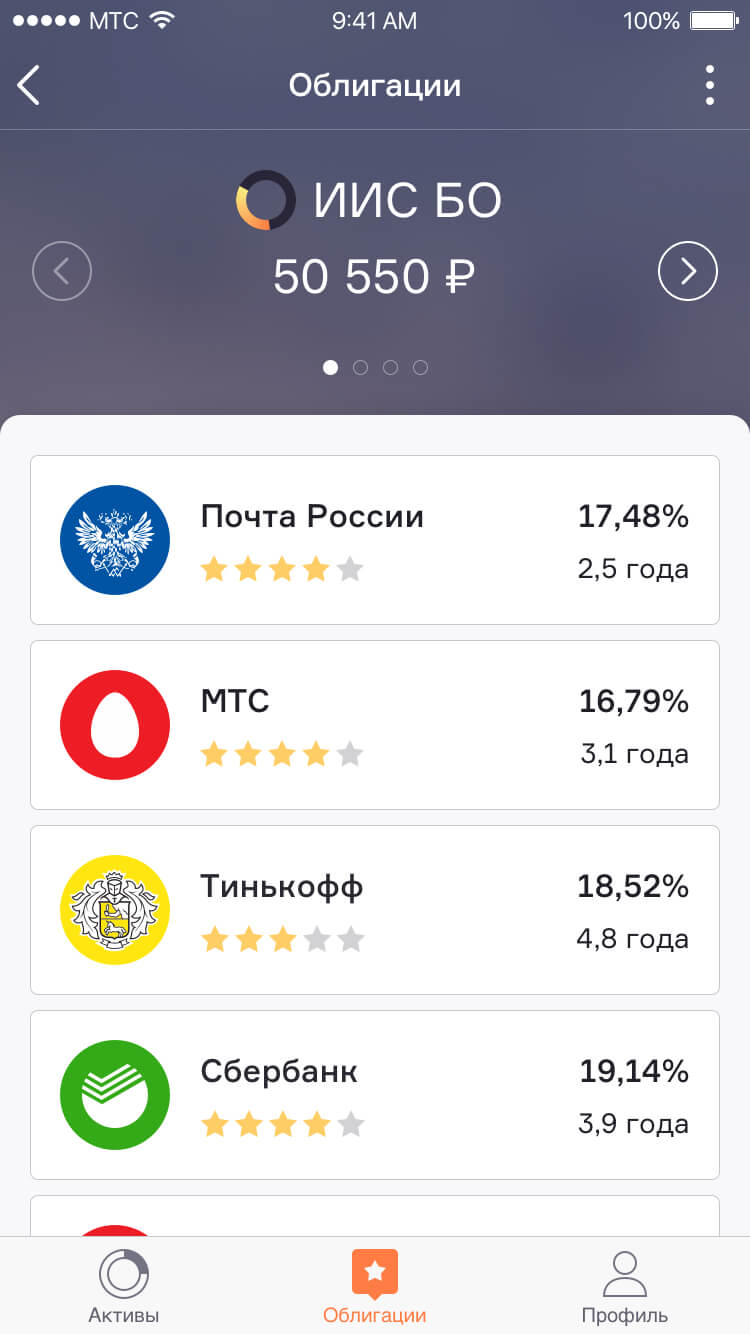 МТС 9:41 AM 100%
Облигации
ИИС БО
50 550 ₽
Почта России 17,48%
2,5 года
МТС 16,79%
3,1 года
Тинькофф 18,52%
4,8 года
Сбербанк 19,14%
3,9 года
Активы Облигации Профиль